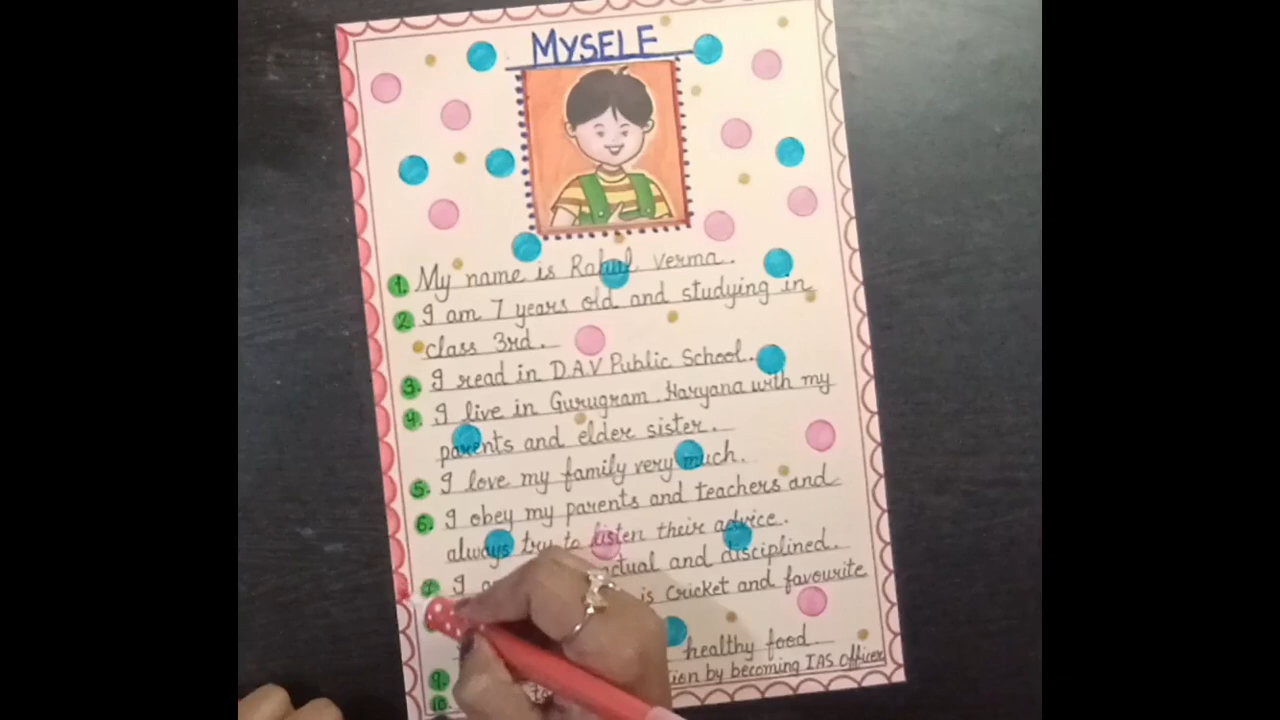 MYSELF
1. My name is Rahul Verma.
2. I am 7 years old and studying in
class 3rd.
3. I read in D.A.V Public School.
4. I live in Gurugram, Haryana with my
parents and elder sister.
5. I love my family very much.
6. I obey my parents and teachers and
always try to listen their advice.
7. I and disciplined.
is Cricket and favourite
healthy food.
9. by becoming IAS Officer
10.